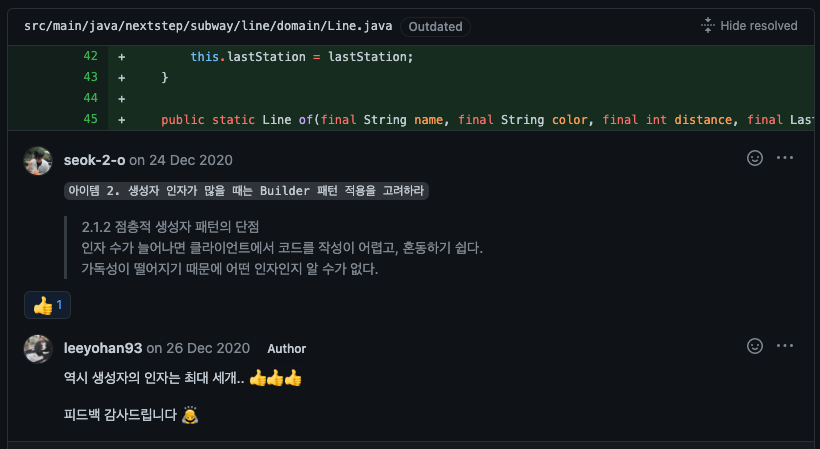 src/main/java/nextstep/subway/line/domain/Line.java Outdated Hide resolved
42 + this.lastStation = lastStation;
43 + }
44 +
45 + public static Line of(final String name, final String color, final int distance, final Las
seok-2-o on 24 Dec 2020
아이템 2. 생성자 인자가 많을 때는 Builder 패턴 적용을 고려하라
2.1.2 점층적 생성자 패턴의 단점
인자 수가 늘어나면 클라이언트에서 코드를 작성이 어렵고, 혼동하기 쉽다.
가독성이 떨어지기 때문에 어떤 인자인지 알 수가 없다.
👍 1
leeyohan93 on 26 Dec 2020 Author
역시 생성자의 인자는 최대 세개.. 👍👍👍
피드백 감사드립니다 🙇